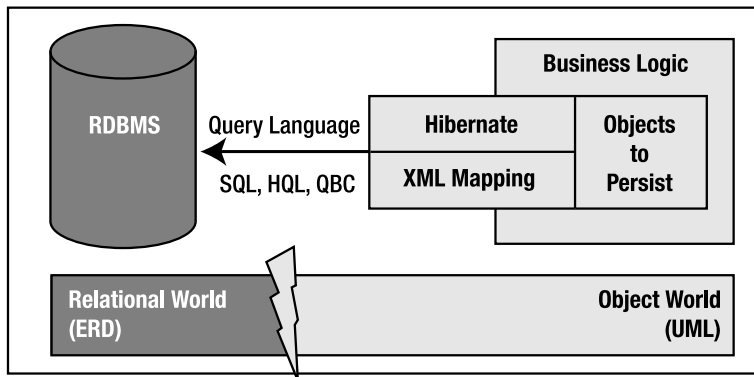 Business Logic
RDBMS
Query Language
SQL, HQL, QBC
Hibernate
XML Mapping
Objects
to
Persist
Relational World
(ERD)
Object World
(UML)